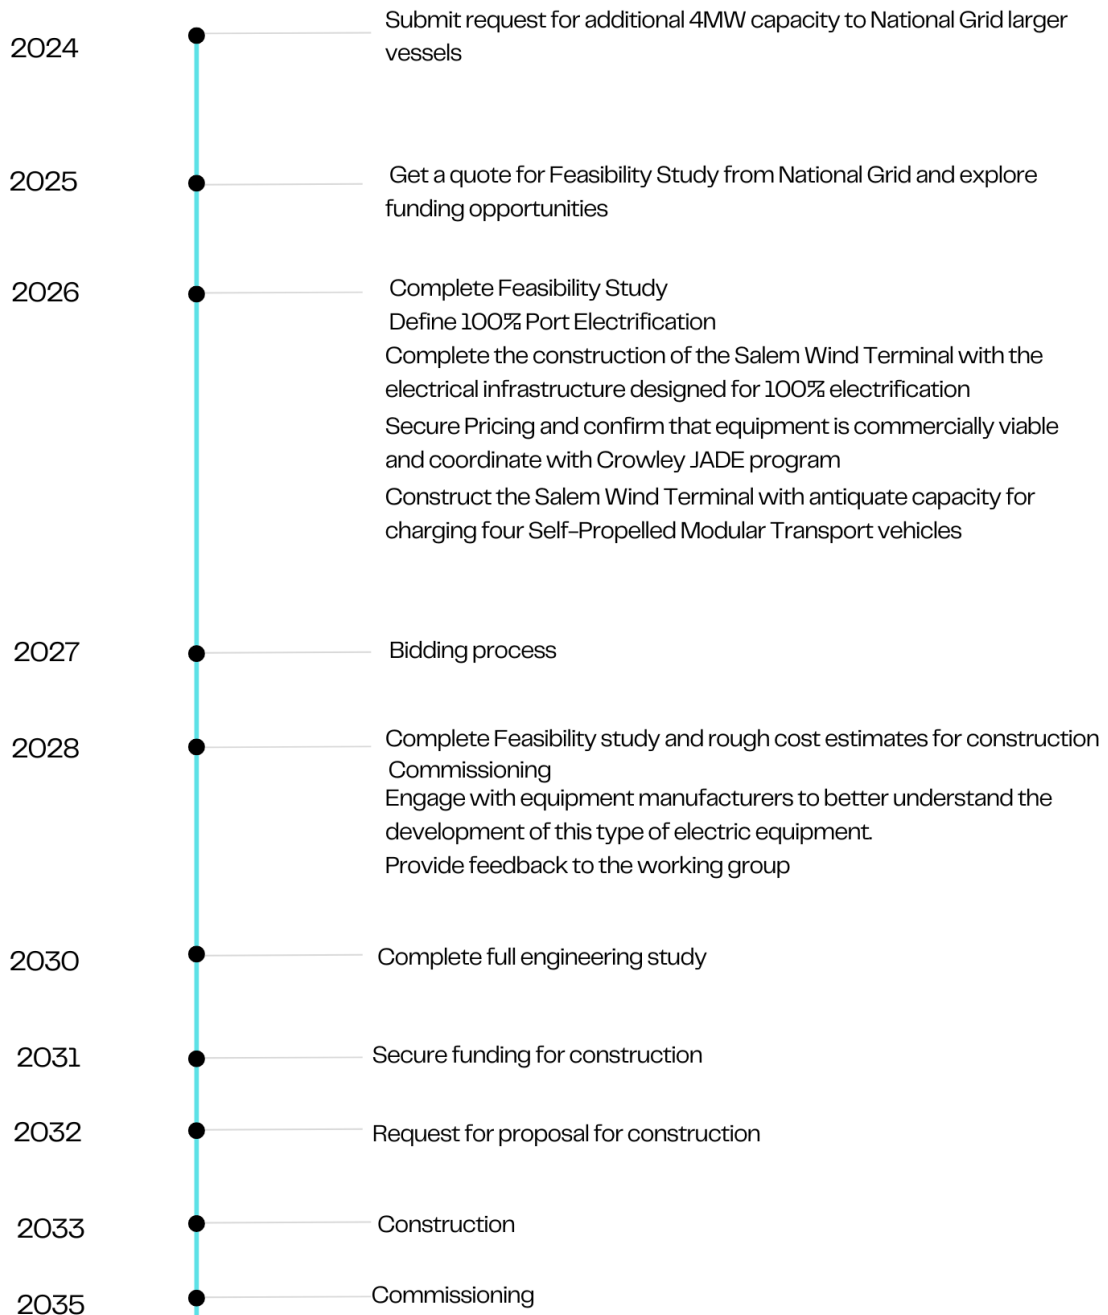 2024
Submit request for additional 4MW capacity to National Grid larger
vessels
2025
Get a quote for Feasibility Study from National Grid and explore
funding opportunities
2026
Complete Feasibility Study
Define 100% Port Electrification
Complete the construction of the Salem Wind Terminal with the
electrical infrastructure designed for 100% electrification
Secure Pricing and confirm that equipment is commercially viable
and coordinate with Crowley JADE program
Construct the Salem Wind Terminal with antiquate capacity for
charging four Self-Propelled Modular Transport vehicles
2027
Bidding process
2028
Complete Feasibility study and rough cost estimates for construction
Commissioning
Engage with equipment manufacturers to better understand the
development of this type of electric equipment.
Provide feedback to the working group
2030
Complete full engineering study
2031
Secure funding for construction
2032
Request for proposal for construction
2033
Construction
2035
Commissioning